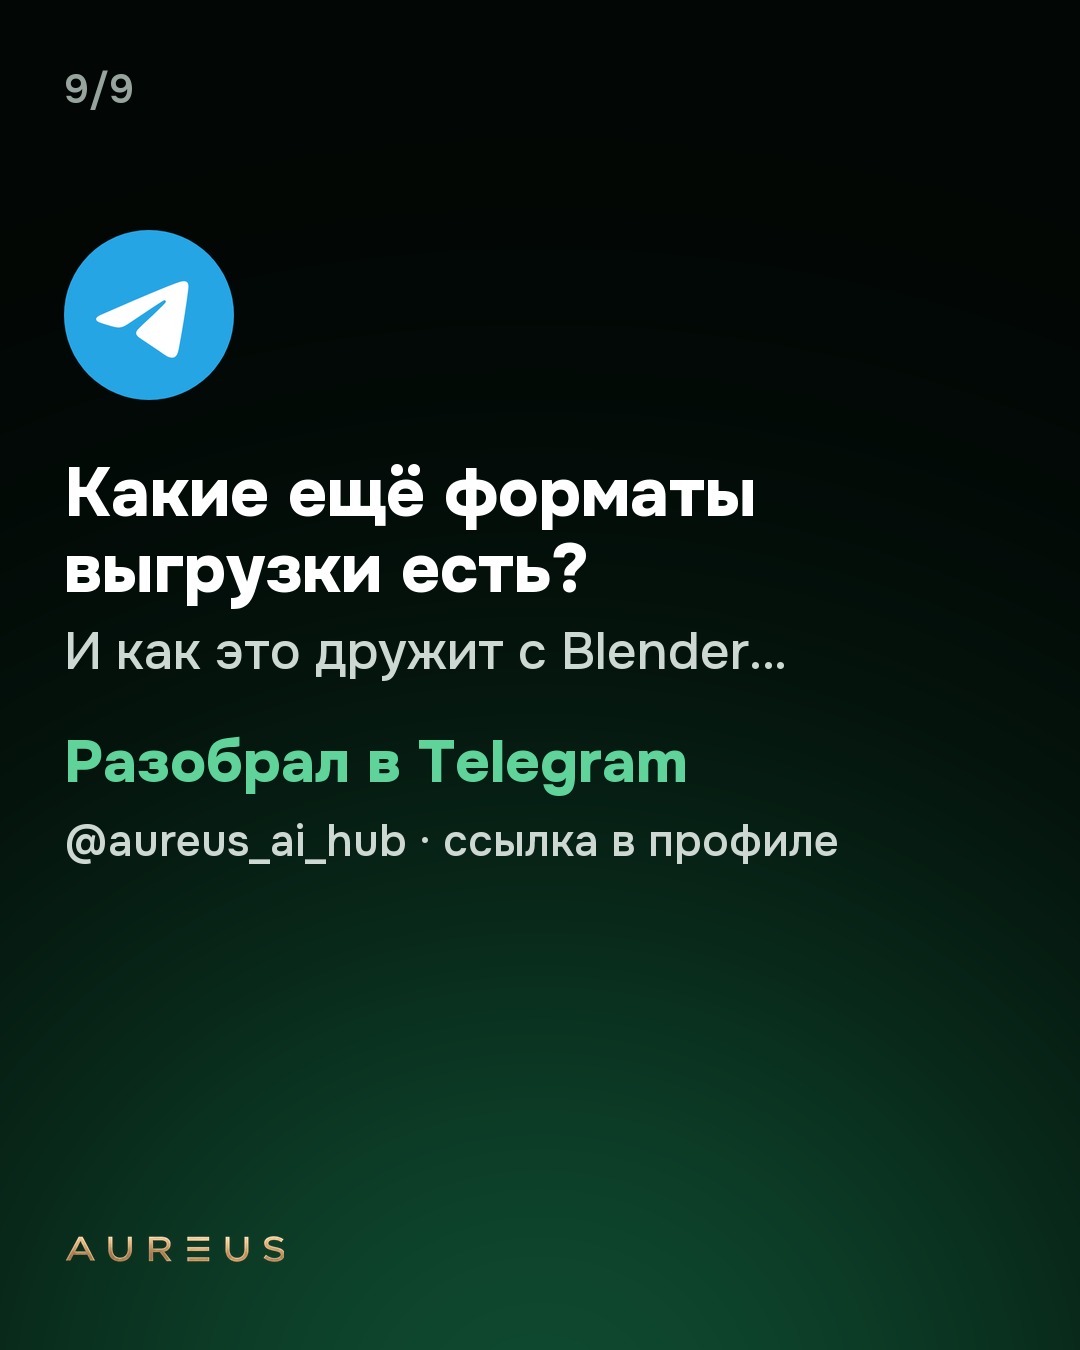 9/9
Какие ещё форматы
выгрузки есть?
И как это дружит с Blender...
Разобрал в Telegram
@aureus_ai_hub · ссылка в профиле
AUREUS